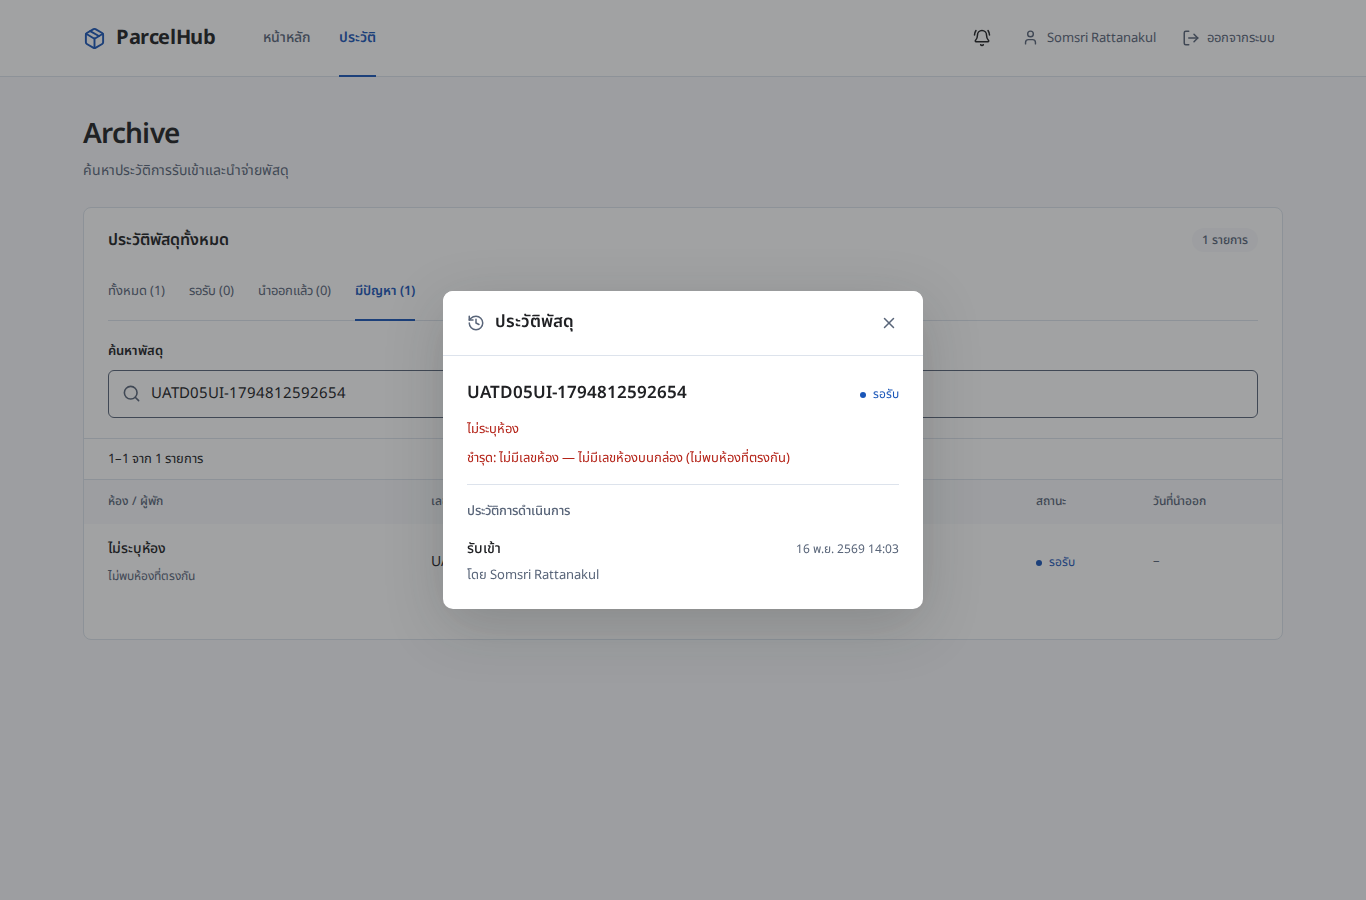 ParcelHub
หน้าหลัก
ประวัติ
Somsri Rattanakul
ออกจากระบบ
Archive
ค้นหาประวัติการรับเข้าและนำจ่ายพัสดุ
ประวัติพัสดุทั้งหมด
1 รายการ
ทั้งหมด (1)
รอรับ (0)
นำออกแล้ว (0)
มีปัญหา (1)
ค้นหาพัสดุ
UATD05UI-1794812592654
1–1 จาก 1 รายการ
ห้อง / ผู้พัก
สถานะ
วันที่นำออก
ไม่ระบุห้อง
ไม่พบห้องที่ตรงกัน
รอรับ
–
ประวัติพัสดุ
UATD05UI-1794812592654
รอรับ
ไม่ระบุห้อง
ชำรุด: ไม่มีเลขห้อง — ไม่มีเลขห้องบนกล่อง (ไม่พบห้องที่ตรงกัน)
ประวัติการดำเนินการ
รับเข้า
16 พ.ย. 2569 14:03
โดย Somsri Rattanakul